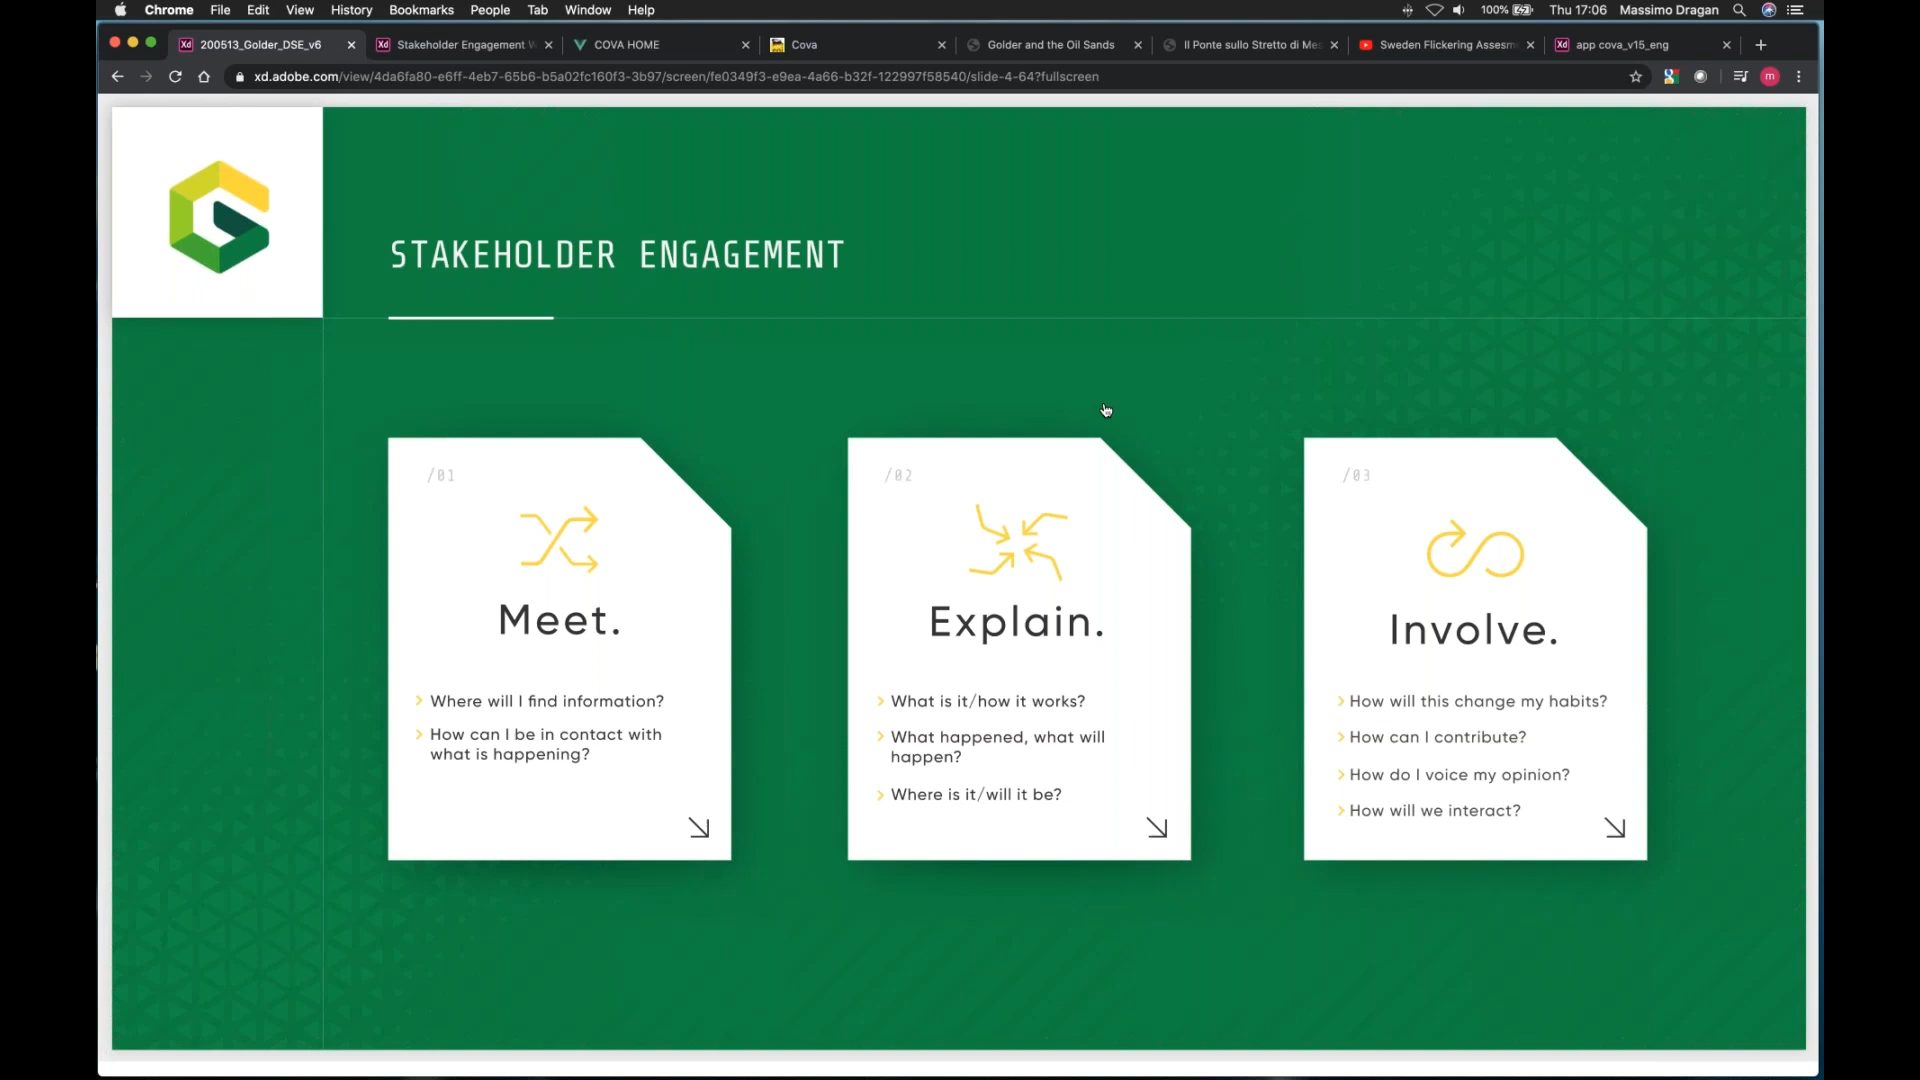 Chrome File Edit View History Bookmarks People Tab Window Help 100% Thu 17:06 Massimo Dragan
200513_Golder_DSE_v6 Stakeholder Engagement COVA HOME Cova Golder and the Oil Sands Il Ponte sullo Stretto di Mes Sweden Flickering Assesm app cova_v15_eng
xd.adobe.com/view/4da6fa80-e6ff-4eb7-65b6-b5a02fc160f3-3b97/screen/fe0349f3-e9ea-4a66-b32f-122997f58540/slide-4-64?fullscreen m
STAKEHOLDER ENGAGEMENT
/01
Meet.
Where will I find information?
How can I be in contact with
what is happening?
/02
Explain.
What is it/how it works?
What happened, what will
happen?
Where is it/will it be?
/03
Involve.
How will this change my habits?
How can I contribute?
How do I voice my opinion?
How will we interact?